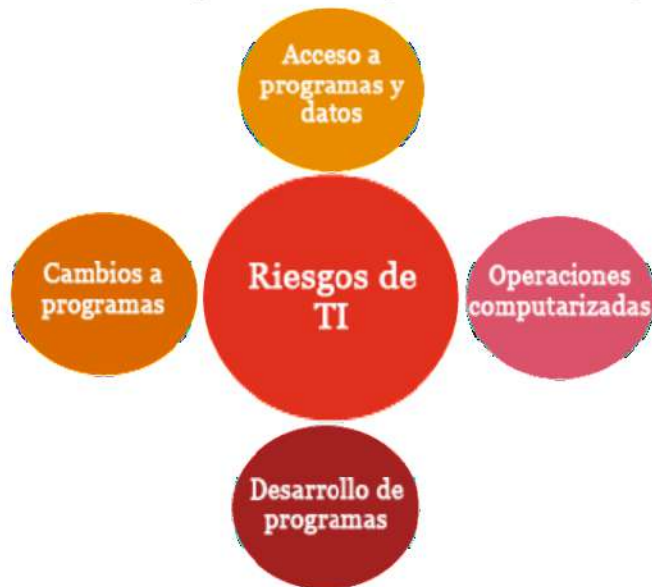 Acceso a
programas y
datos
Cambios a
programas
Riesgos de
TI
Operaciones
computarizadas
Desarrollo de
programas